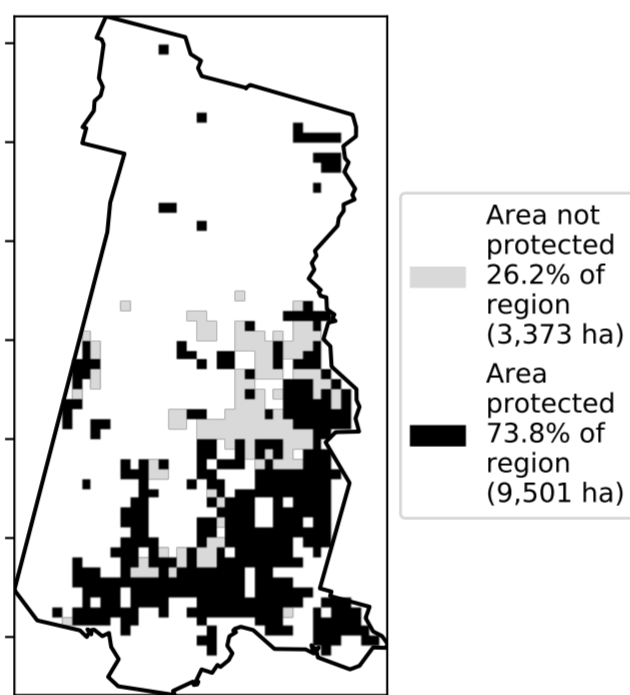 Area not
protected
26.2% of
region
(3,373 ha)
Area
protected
73.8% of
region
(9,501 ha)